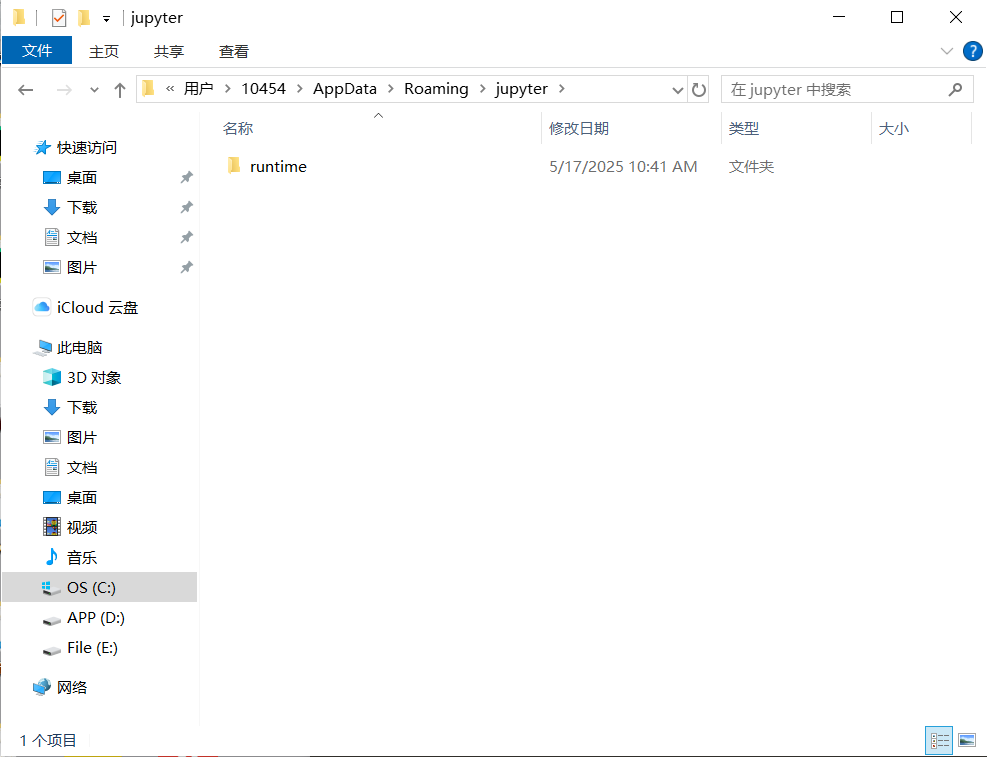 jupyter
文件 主页 共享 查看
« 用户 > 10454 > AppData > Roaming > jupyter >
在 jupyter 中搜索
名称 修改日期 类型 大小
runtime 5/17/2025 10:41 AM 文件夹
快速访问
桌面
下载
文档
图片
iCloud 云盘
此电脑
3D 对象
下载
图片
文档
桌面
视频
音乐
OS (C:)
APP (D:)
File (E:)
网络
1 个项目